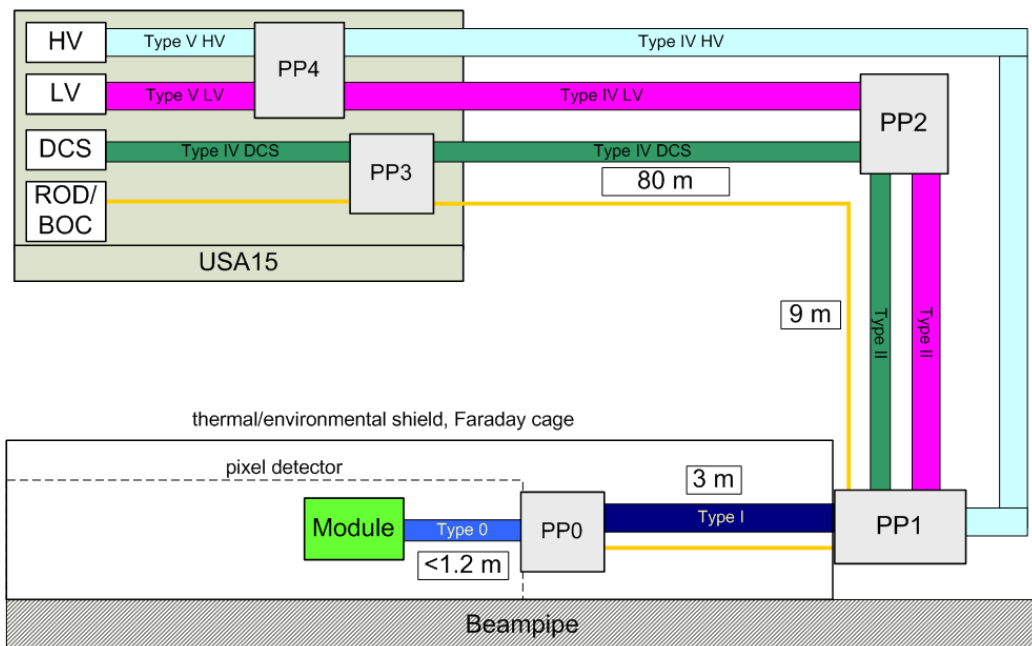 HV
Type V HV
Type IV HV
PP4
LV
Type V LV
Type IV LV
PP2
DCS
Type IV DCS
PP3
Type IV DCS
80 m
ROD/
BOC
USA15
9 m
Type II
Type II
thermal/environmental shield, Faraday cage
pixel detector
3 m
Module
Type 0
PP0
Type I
PP1
<1.2 m
Beampipe